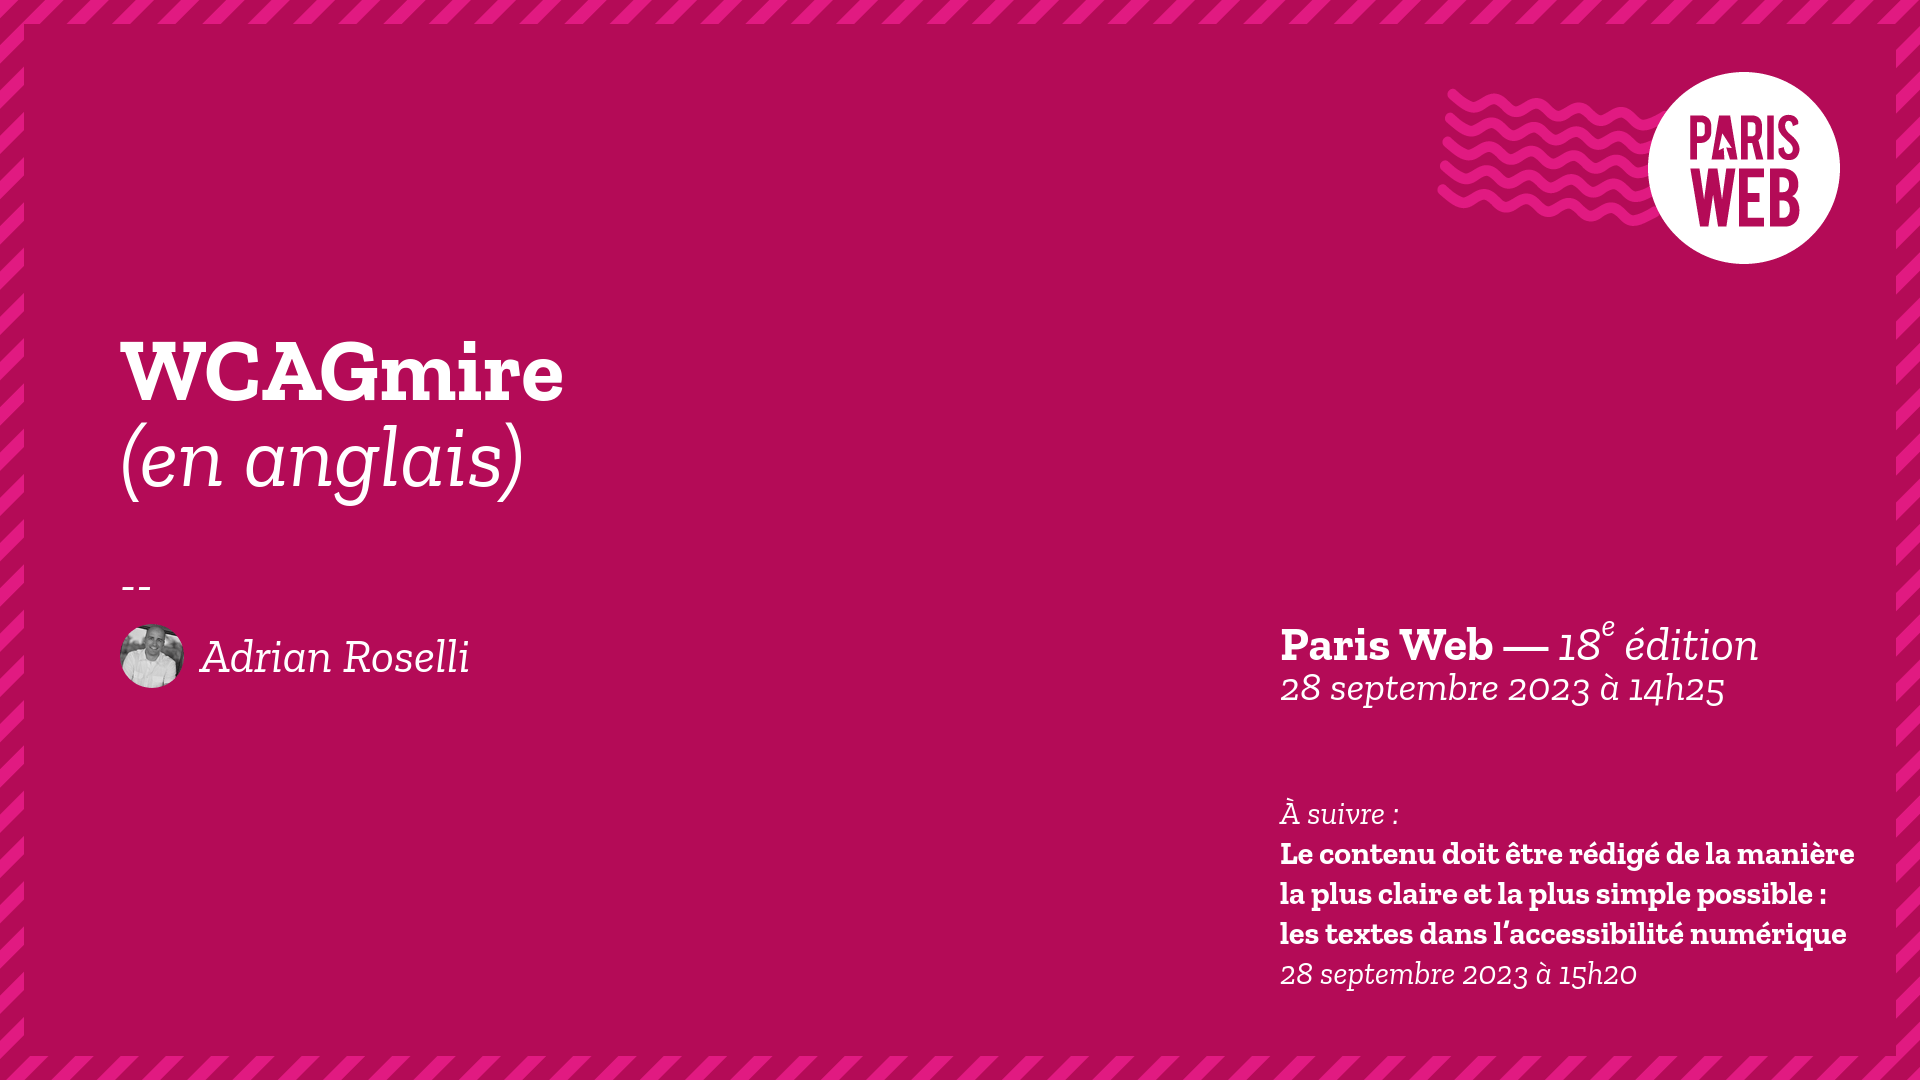 PARIS
WEB
WCAGmire
(en anglais)
--
Adrian Roselli
Paris Web — 18e édition
28 septembre 2023 à 14h25
À suivre :
Le contenu doit être rédigé de la manière
la plus claire et la plus simple possible :
les textes dans l’accessibilité numérique
28 septembre 2023 à 15h20